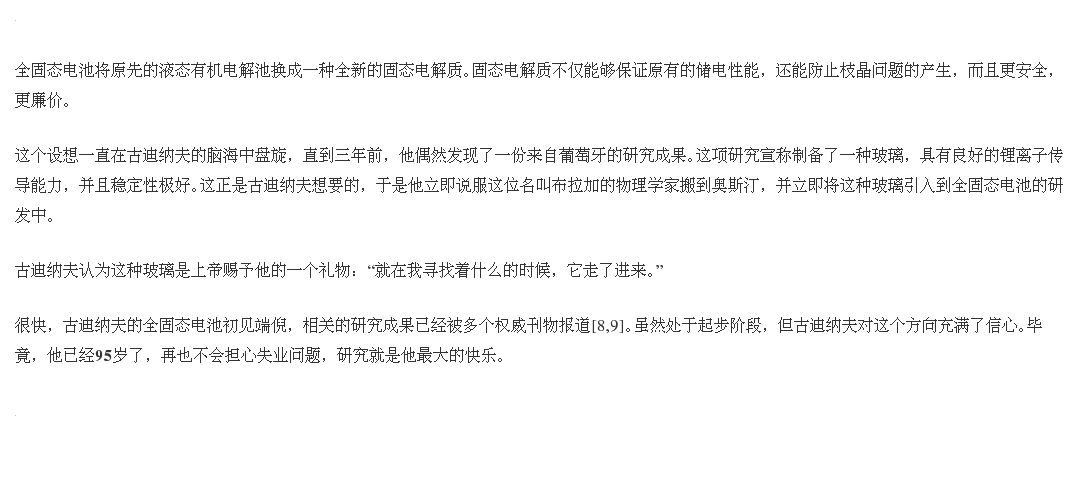 全固态电池将原先的液态有机电解池换成一种全新的固态电解质。固态电解质不仅能够保证原有的储电性能，还能防止枝晶问题的产生，而且更安全，
更廉价。
这个设想一直在古迪纳夫的脑海中盘旋，直到三年前，他偶然发现了一份来自葡萄牙的研究成果。这项研究宣称制备了一种玻璃，具有良好的锂离子传
导能力，并且稳定性极好。这正是古迪纳夫想要的，于是他立即说服这位名叫布拉加的物理学家搬到奥斯汀，并立即将这种玻璃引入到全固态电池的研
发中。
古迪纳夫认为这种玻璃是上帝赐予他的一个礼物：“就在我寻找着什么的时候，它走了进来。”
很快，古迪纳夫的全固态电池初见端倪，相关的研究成果已经被多个权威刊物报道[8,9]。虽然处于起步阶段，但古迪纳夫对这个方向充满了信心。毕
竟，他已经95岁了，再也不会担心失业问题，研究就是他最大的快乐。